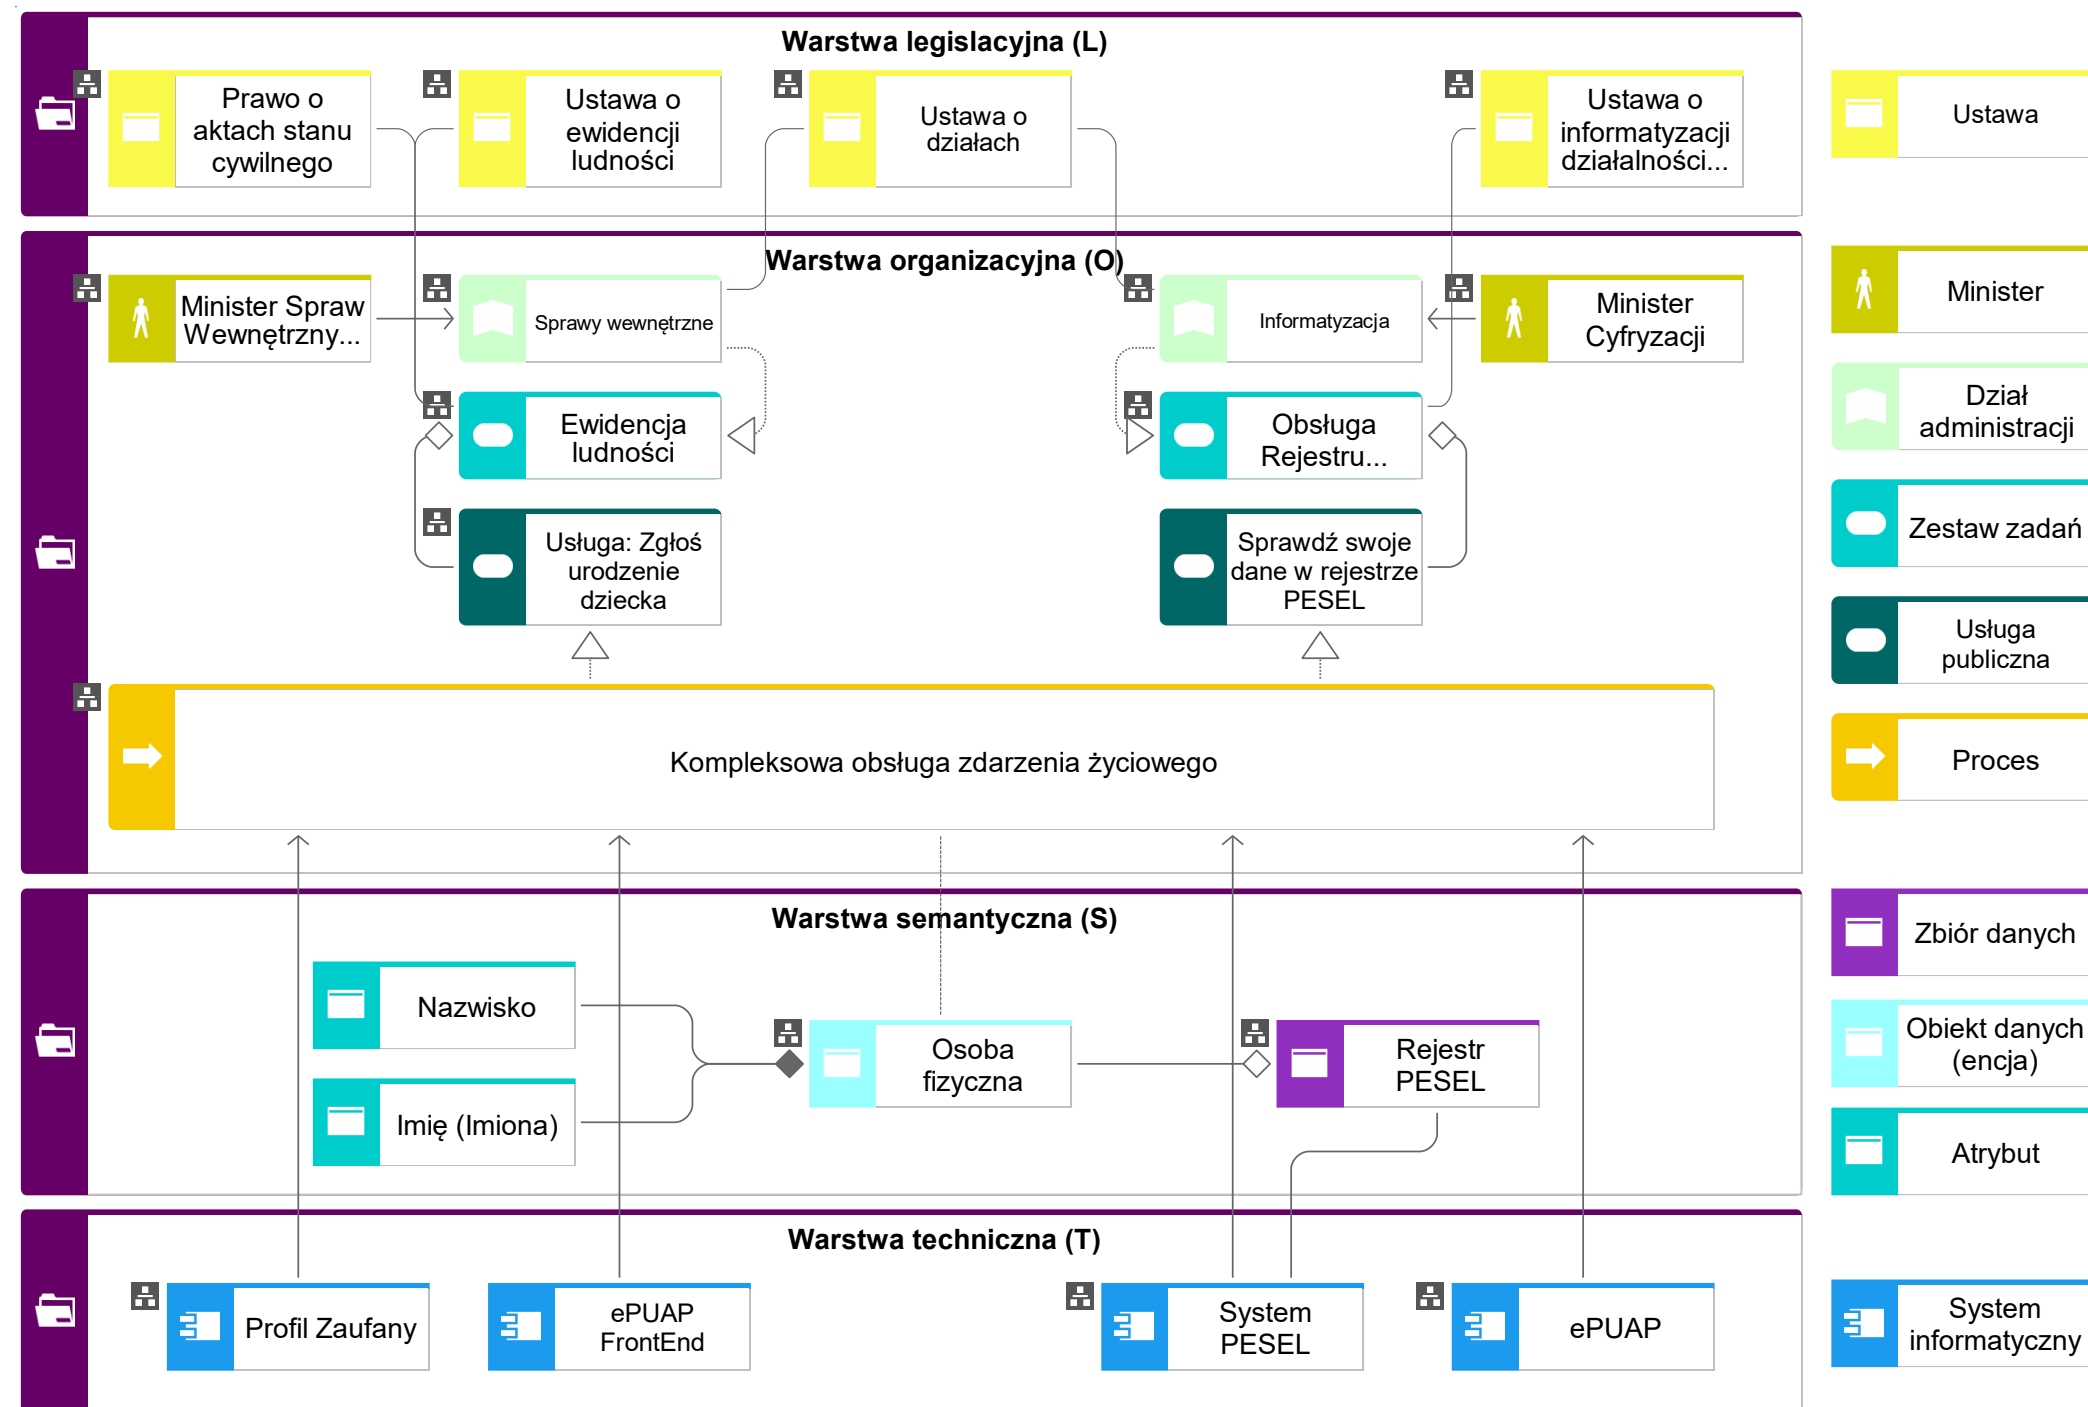 Warstwa legislacyjna (L)
Prawo o
aktach stanu
cywilnego
Ustawa o
ewidencji
ludności
Ustawa o
działach
Ustawa o
informatyzacji
działalności...
Ustawa
Warstwa organizacyjna (O)
Minister Spraw
Wewnętrzny...
Sprawy wewnętrzne
Informatyzacja
Minister
Cyfryzacji
Minister
Ewidencja
ludności
Obsługa
Rejestru...
Dział
administracji
Usługa: Zgłoś
urodzenie
dziecka
Sprawdź swoje
dane w rejestrze
PESEL
Zestaw zadań
Usługa
publiczna
Kompleksowa obsługa zdarzenia życiowego
Proces
Warstwa semantyczna (S)
Nazwisko
Imię (Imiona)
Osoba
fizyczna
Rejestr
PESEL
Zbiór danych
Obiekt danych
(encja)
Atrybut
Warstwa techniczna (T)
Profil Zaufany
ePUAP
FrontEnd
System
PESEL
ePUAP
System
informatyczny